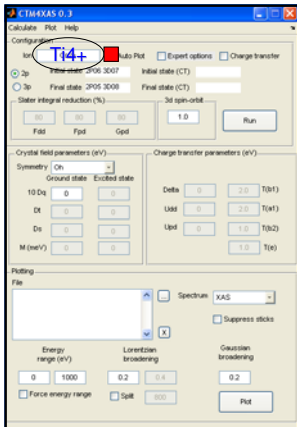 CTM4XAS 0.3
Calculate Plot Help
Configuration
Ion Ti4+ Auto Plot Expert options Charge transfer
2p Initial state 2P06 3D07 Initial state (CT)
3p Final state 2P05 3D08 Final state (CT)
Slater integral reduction (%) 3d spin-orbit
80 80 80 1.0 Run
Fdd Fpd Gpd
Crystal field parameters (eV) Charge transfer parameters (eV)
Symmetry Oh
Ground state Excited state
10 Dq 0 0 Delta 0 2.0 T(b1)
Dt 0 0 Udd 0 2.0 T(a1)
Ds 0 0 Upd 0 1.0 T(b2)
M (meV) 0 0 1.0 T(e)
Plotting
File
... Spectrum XAS
Suppress sticks
X
Energy range (eV) Lorentzian broadening Gaussian broadening
0 1000 0.2 0.4 0.2
Force energy range Split 800 Plot